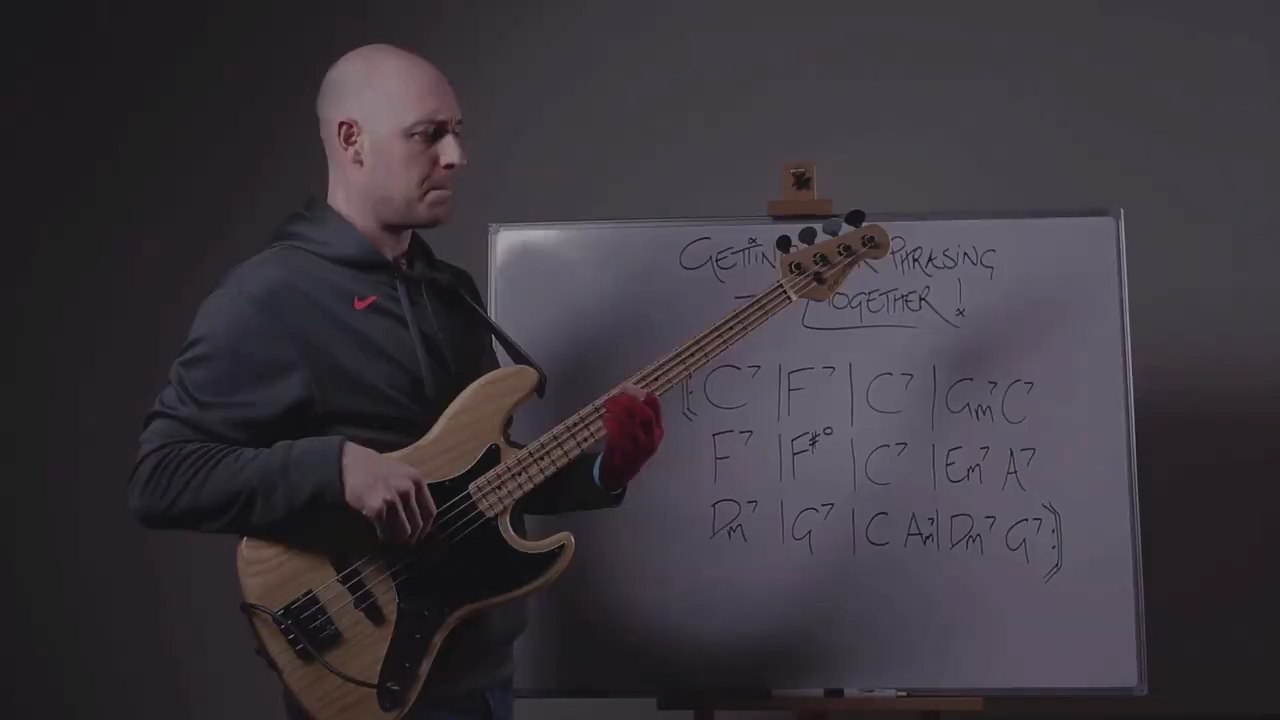 PHRASING
TOGETHER!
|: C7 | F7 | C7 | Gm7 C7
F7 | F#o | C7 | Em7 A7
Dm7 | G7 | C Am7 | Dm7 G7 :|